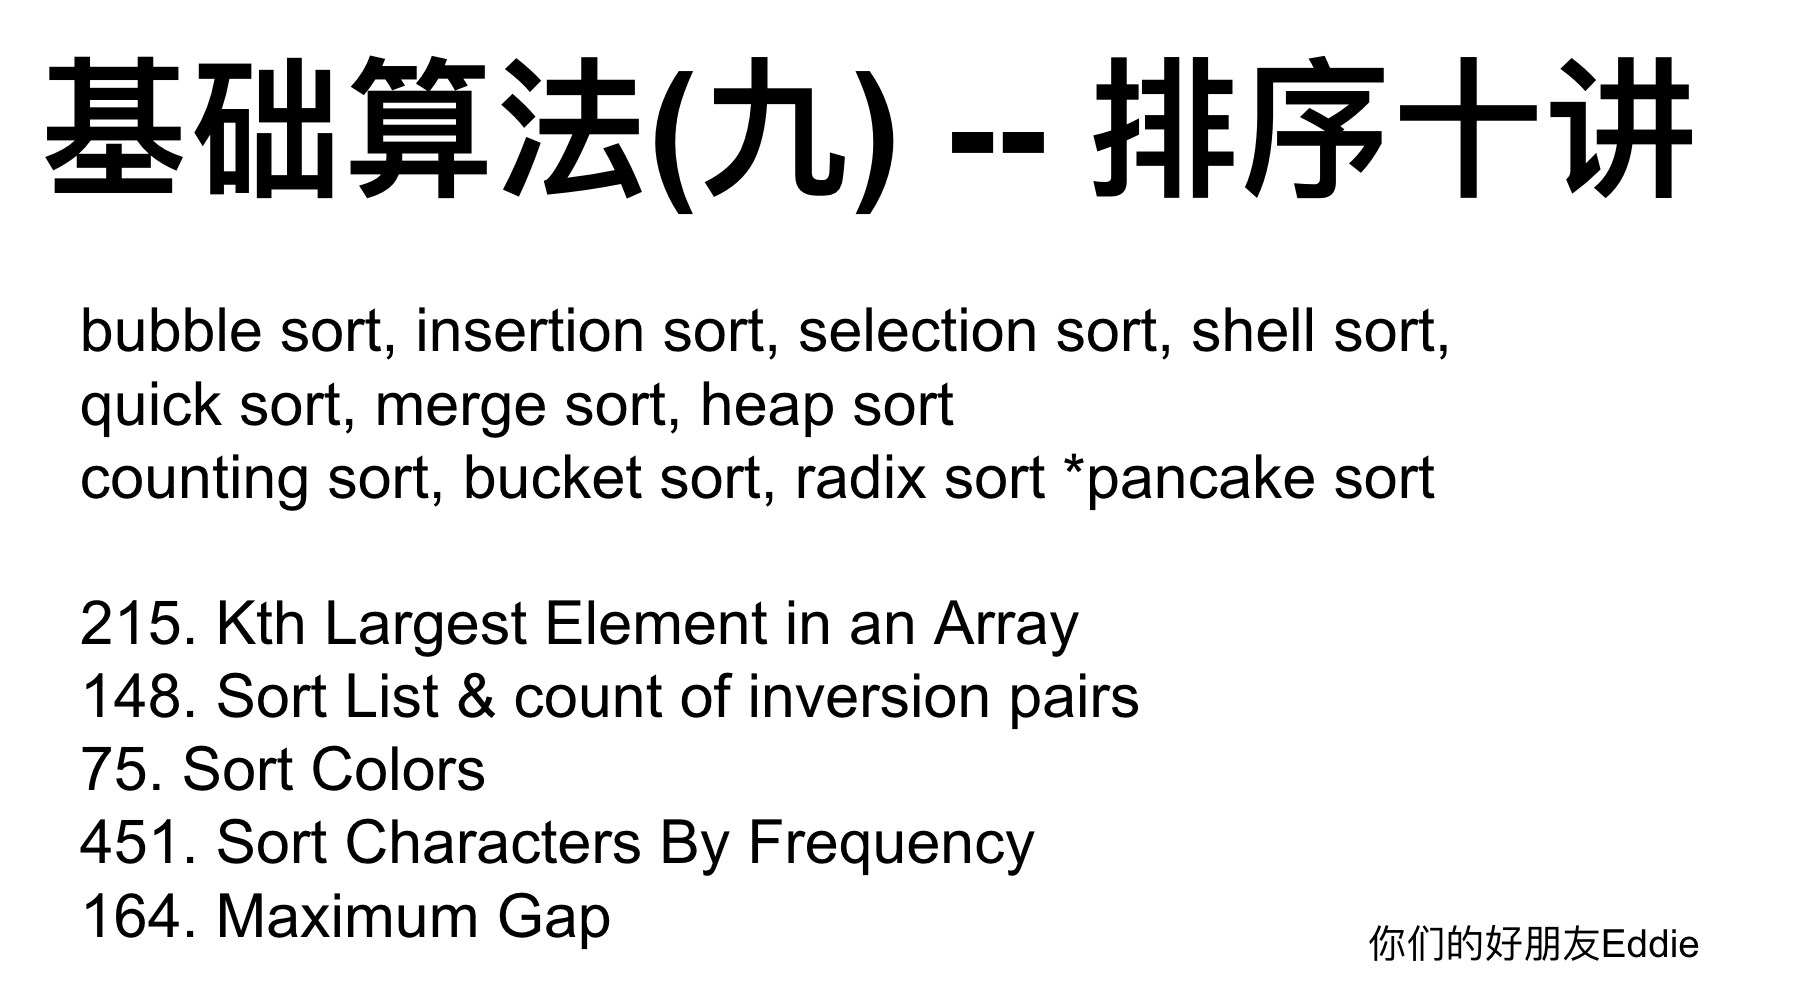 基础算法(九) -- 排序十讲
bubble sort, insertion sort, selection sort, shell sort,
quick sort, merge sort, heap sort
counting sort, bucket sort, radix sort *pancake sort
215. Kth Largest Element in an Array
148. Sort List & count of inversion pairs
75. Sort Colors
451. Sort Characters By Frequency
164. Maximum Gap
你们的好朋友Eddie